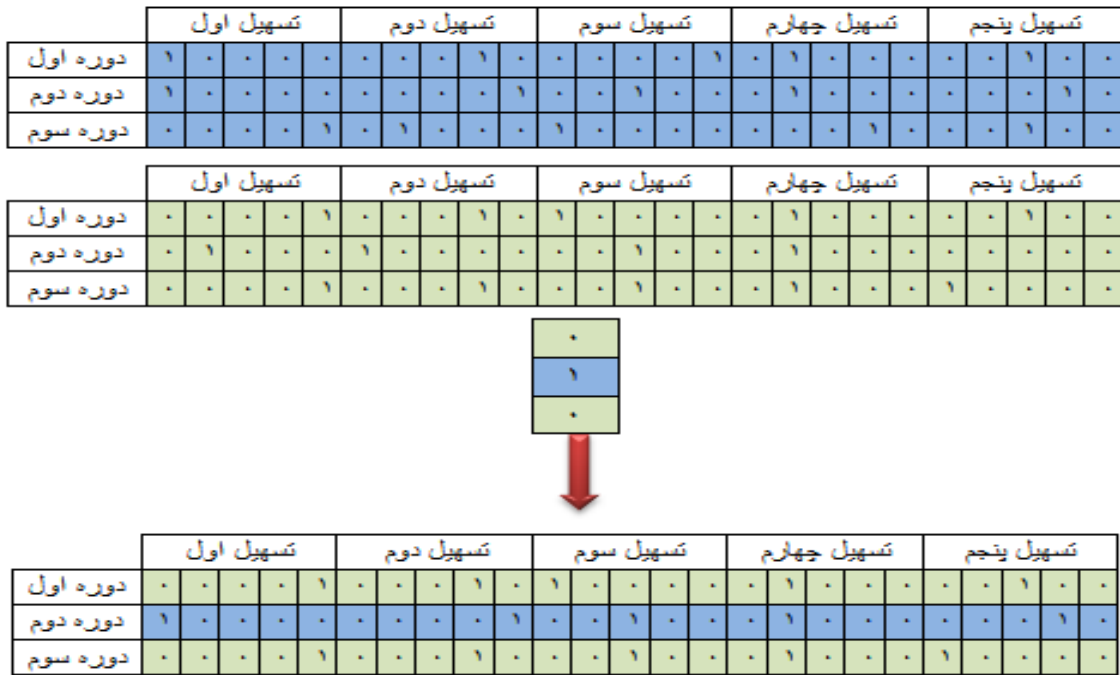 تسهیل اول تسهیل دوم تسهیل سوم تسهیل چهارم تسهیل پنجم
دوره اول ۱ ۰ ۰ ۰ ۰ ۰ ۰ ۰ ۱ ۰ ۰ ۰ ۰ ۰ ۱ ۰ ۱ ۰ ۰ ۰ ۰ ۰ ۱ ۰ ۰
دوره دوم ۱ ۰ ۰ ۰ ۰ ۰ ۰ ۰ ۰ ۱ ۰ ۰ ۱ ۰ ۰ ۰ ۱ ۰ ۰ ۰ ۰ ۰ ۰ ۱ ۰
دوره سوم ۰ ۰ ۰ ۰ ۱ ۰ ۱ ۰ ۰ ۰ ۱ ۰ ۰ ۰ ۰ ۰ ۰ ۰ ۱ ۰ ۰ ۰ ۱ ۰ ۰
تسهیل اول تسهیل دوم تسهیل سوم تسهیل چهارم تسهیل پنجم
دوره اول ۰ ۰ ۰ ۰ ۱ ۰ ۰ ۰ ۱ ۰ ۱ ۰ ۰ ۰ ۰ ۰ ۱ ۰ ۰ ۰ ۰ ۰ ۱ ۰ ۰
دوره دوم ۰ ۱ ۰ ۰ ۰ ۱ ۰ ۰ ۰ ۰ ۰ ۰ ۱ ۰ ۰ ۰ ۱ ۰ ۰ ۰ ۰ ۰ ۰ ۰ ۰
دوره سوم ۰ ۰ ۰ ۰ ۱ ۰ ۰ ۰ ۱ ۰ ۰ ۰ ۱ ۰ ۰ ۰ ۱ ۰ ۰ ۰ ۱ ۰ ۰ ۰ ۰
۰
۱
۰
تسهیل اول تسهیل دوم تسهیل سوم تسهیل چهارم تسهیل پنجم
دوره اول ۰ ۰ ۰ ۰ ۱ ۰ ۰ ۰ ۱ ۰ ۱ ۰ ۰ ۰ ۰ ۰ ۱ ۰ ۰ ۰ ۰ ۰ ۱ ۰ ۰
دوره دوم ۱ ۰ ۰ ۰ ۰ ۰ ۰ ۰ ۰ ۱ ۰ ۰ ۱ ۰ ۰ ۰ ۱ ۰ ۰ ۰ ۰ ۰ ۰ ۱ ۰
دوره سوم ۰ ۰ ۰ ۰ ۱ ۰ ۰ ۰ ۱ ۰ ۰ ۰ ۱ ۰ ۰ ۰ ۱ ۰ ۰ ۰ ۱ ۰ ۰ ۰ ۰